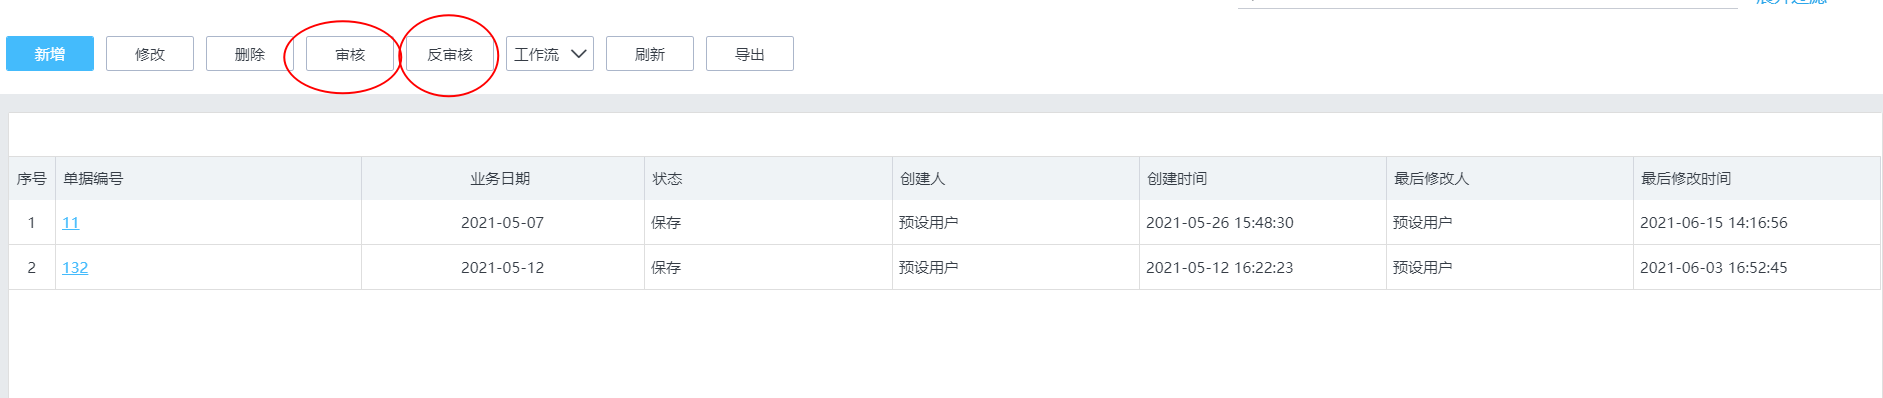 新增 修改 删除 审核 反审核 工作流 刷新 导出
序号 单据编号 业务日期 状态 创建人 创建时间 最后修改人 最后修改时间
1 11 2021-05-07 保存 预设用户 2021-05-26 15:48:30 预设用户 2021-06-15 14:16:56
2 132 2021-05-12 保存 预设用户 2021-05-12 16:22:23 预设用户 2021-06-03 16:52:45